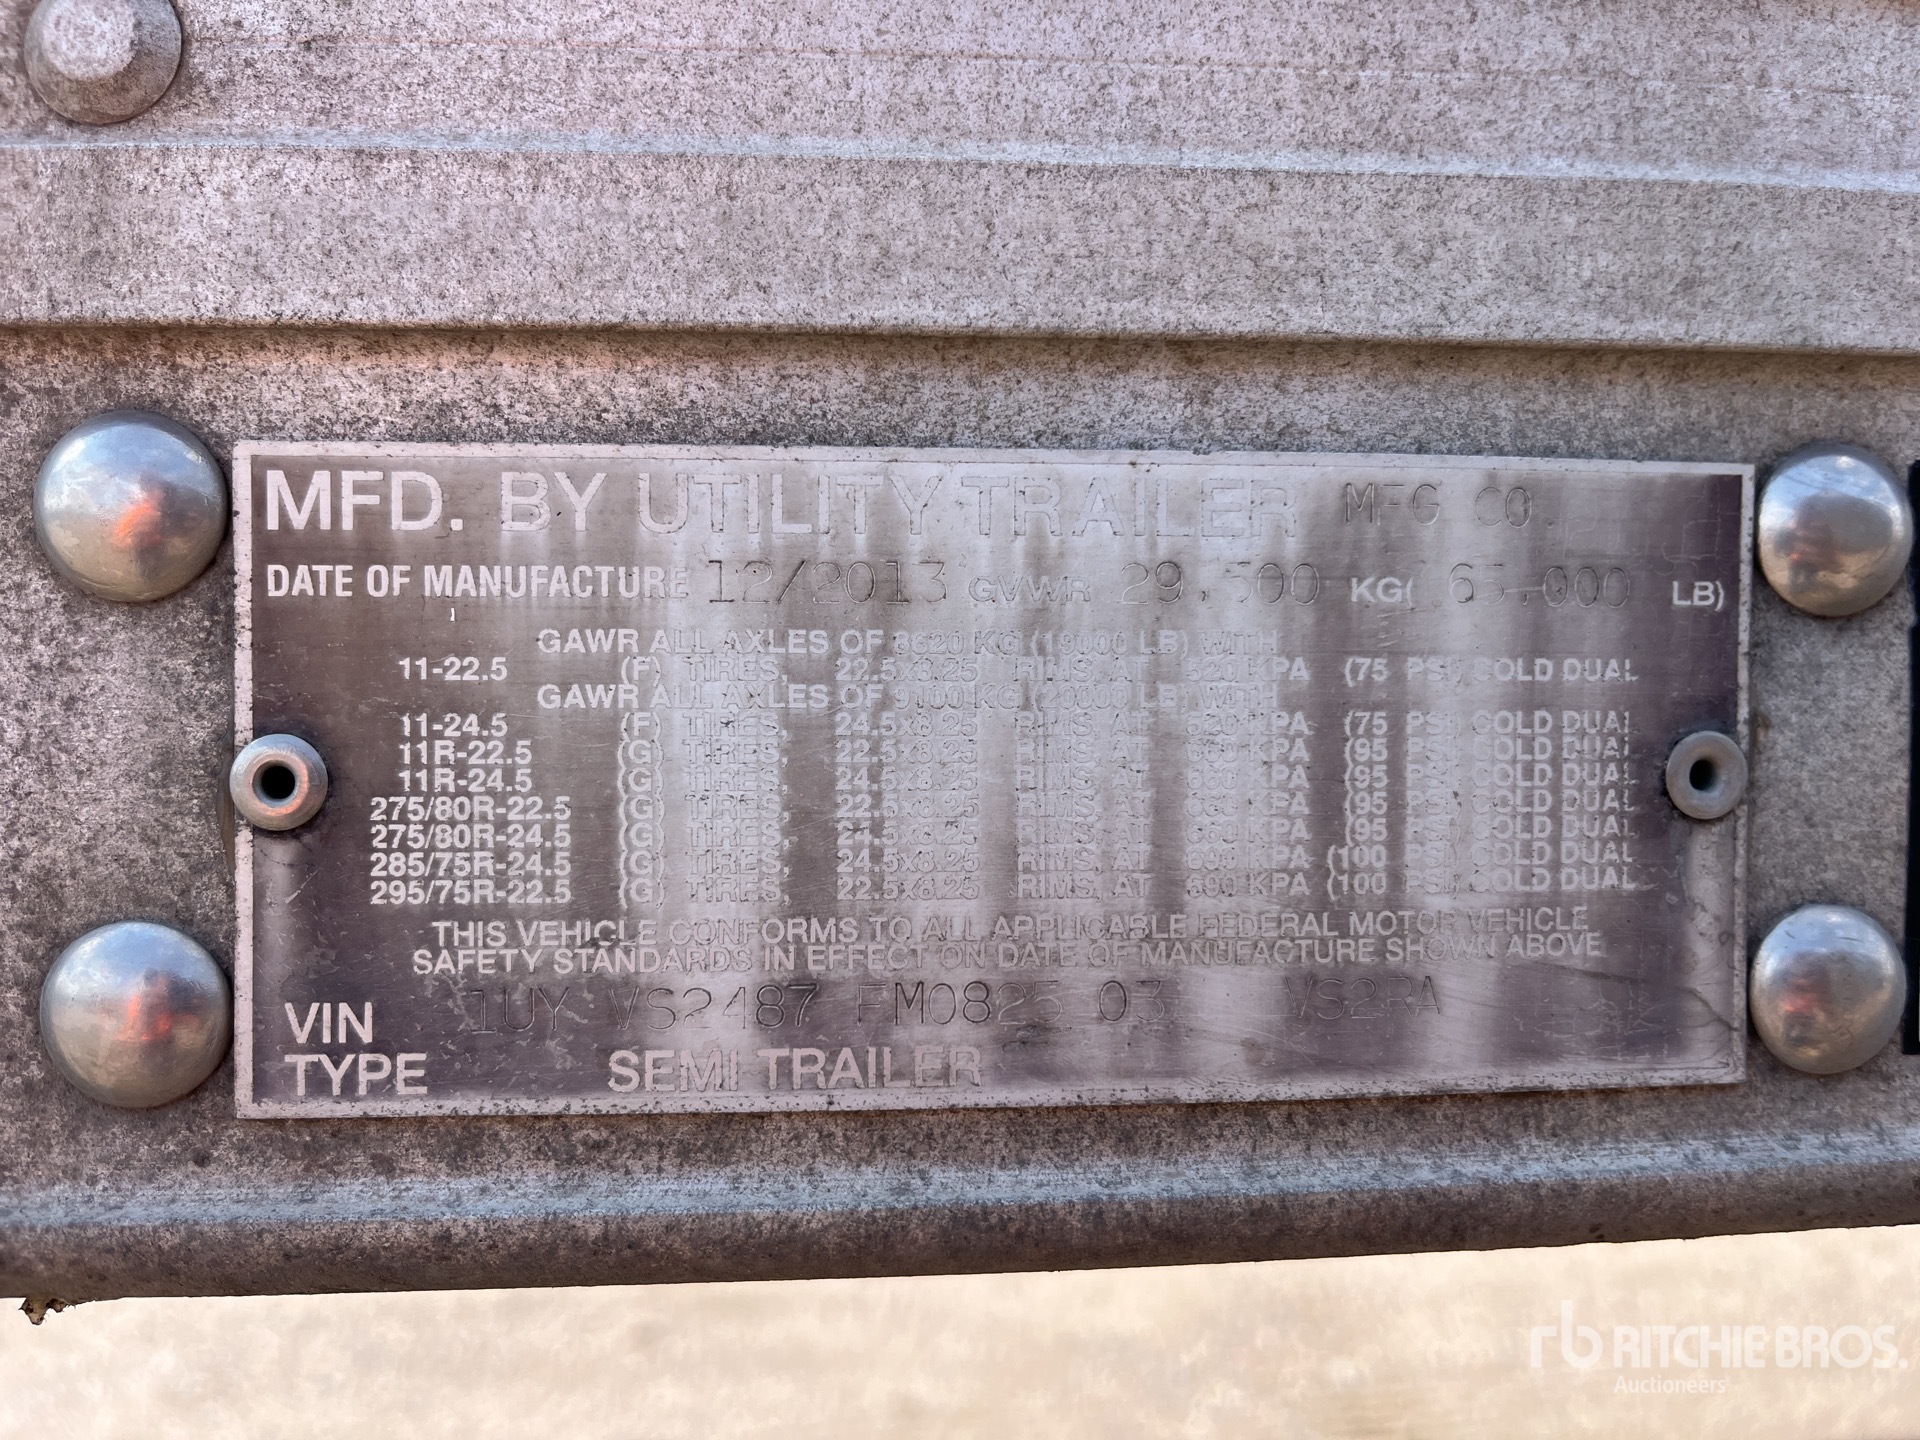 MFD. BY UTILITY TRAILER MFG CO.
DATE OF MANUFACTURE 12/2013 GVWR 29,500 KG( 65,000 LB)
GAWR ALL AXLES OF 8620 KG (19000 LB) WITH
11-22.5 (F) TIRES, 22.5x8.25 RIMS, AT 520 KPA (75 PSI) COLD DUAL
GAWR ALL AXLES OF 9100 KG (20000 LB) WITH
11-24.5 (F) TIRES, 24.5x8.25 RIMS, AT 520 KPA (75 PSI) COLD DUAL
11R-22.5 (G) TIRES, 22.5x8.25 RIMS, AT 660 KPA (95 PSI) COLD DUAL
11R-24.5 (G) TIRES, 24.5x8.25 RIMS, AT 660 KPA (95 PSI) COLD DUAL
275/80R-22.5 (G) TIRES, 22.5x8.25 RIMS, AT 660 KPA (95 PSI) COLD DUAL
275/80R-24.5 (G) TIRES, 24.5x8.25 RIMS, AT 660 KPA (95 PSI) COLD DUAL
285/75R-24.5 (G) TIRES, 24.5x8.25 RIMS, AT 690 KPA (100 PSI) COLD DUAL
295/75R-22.5 (G) TIRES, 22.5x8.25 RIMS, AT 690 KPA (100 PSI) COLD DUAL
THIS VEHICLE CONFORMS TO ALL APPLICABLE FEDERAL MOTOR VEHICLE
SAFETY STANDARDS IN EFFECT ON DATE OF MANUFACTURE SHOWN ABOVE
VIN 1UY VS2487 EM0825 03 VS2RA
TYPE SEMI TRAILER
rb RITCHIE BROS.
Auctioneers